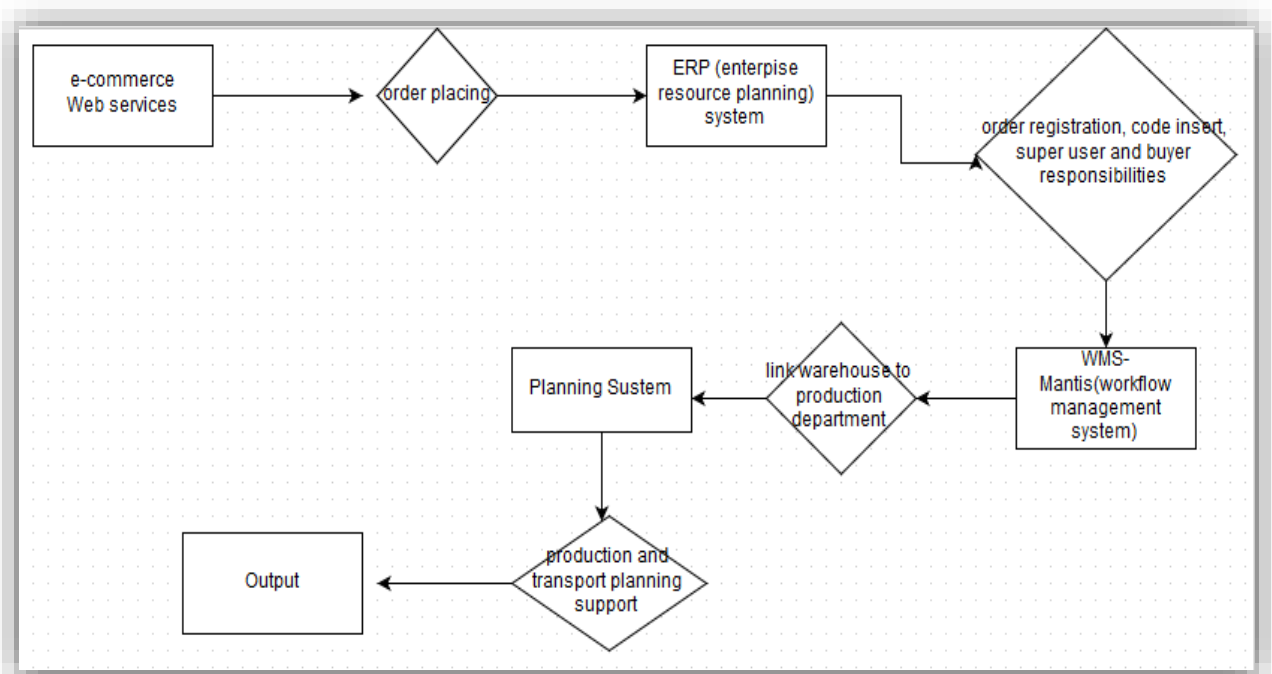 e-commerce
Web services
order placing
ERP (enterpise
resource planning)
system
order registration, code insert,
super user and buyer
responsibilities
WMS-
Mantis(workflow
management
system)
link warehouse to
production
department
Planning Sustem
production and
transport planning
support
Output